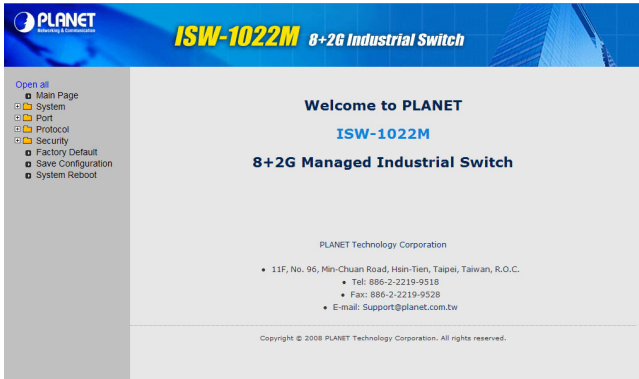 PLANET
Networking & Communication
ISW-1022M 8+2G Industrial Switch
Open all
Main Page
System
Port
Protocol
Security
Factory Default
Save Configuration
System Reboot
Welcome to PLANET
ISW-1022M
8+2G Managed Industrial Switch
PLANET Technology Corporation
• 11F, No. 96, Min-Chuan Road, Hsin-Tien, Taipei, Taiwan, R.O.C.
• Tel: 886-2-2219-9518
• Fax: 886-2-2219-9528
• E-mail: Support@planet.com.tw
Copyright © 2008 PLANET Technology Corporation. All rights reserved.